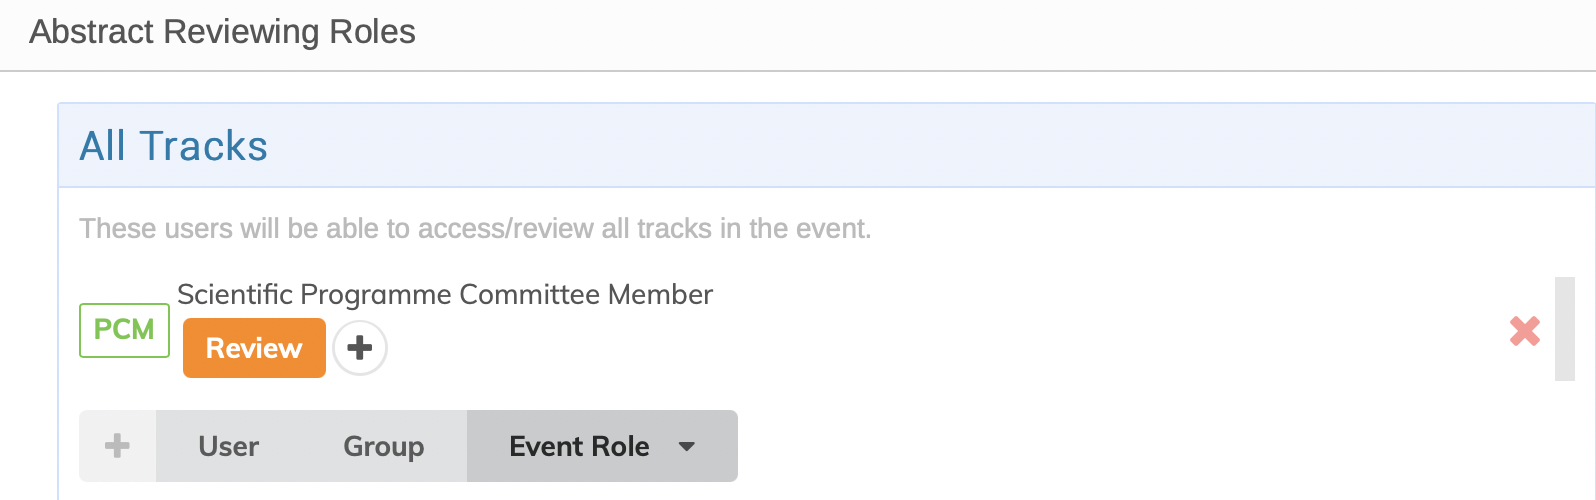 Abstract Reviewing Roles
All Tracks
These users will be able to access/review all tracks in the event.
Scientific Programme Committee Member
PCM
Review
User Group Event Role